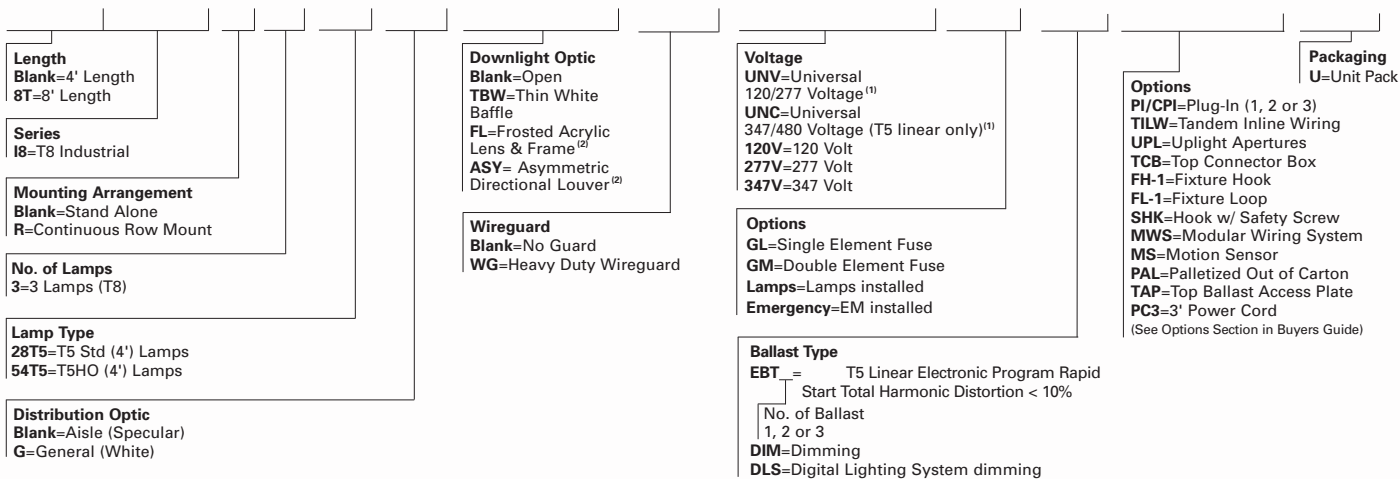 Length
Blank=4' Length
8T=8' Length
Series
I8=T8 Industrial
Mounting Arrangement
Blank=Stand Alone
R=Continuous Row Mount
No. of Lamps
3=3 Lamps (T8)
Lamp Type
28T5=T5 Std (4') Lamps
54T5=T5HO (4') Lamps
Distribution Optic
Blank=Aisle (Specular)
G=General (White)
Downlight Optic
Blank=Open
TBW=Thin White
Baffle
FL=Frosted Acrylic
Lens & Frame(2)
ASY= Asymmetric
Directional Louver(2)
Wireguard
Blank=No Guard
WG=Heavy Duty Wireguard
Voltage
UNV=Universal
120/277 Voltage(1)
UNC=Universal
347/480 Voltage (T5 linear only)(1)
120V=120 Volt
277V=277 Volt
347V=347 Volt
Options
GL=Single Element Fuse
GM=Double Element Fuse
Lamps=Lamps installed
Emergency=EM installed
Ballast Type
EBT_= T5 Linear Electronic Program Rapid
Start Total Harmonic Distortion < 10%
No. of Ballast
1, 2 or 3
DIM=Dimming
DLS=Digital Lighting System dimming
Options
PI/CPI=Plug-In (1, 2 or 3)
TILW=Tandem Inline Wiring
UPL=Uplight Apertures
TCB=Top Connector Box
FH-1=Fixture Hook
FL-1=Fixture Loop
SHK=Hook w/ Safety Screw
MWS=Modular Wiring System
MS=Motion Sensor
PAL=Palletized Out of Carton
TAP=Top Ballast Access Plate
PC3=3' Power Cord
(See Options Section in Buyers Guide)
Packaging
U=Unit Pack